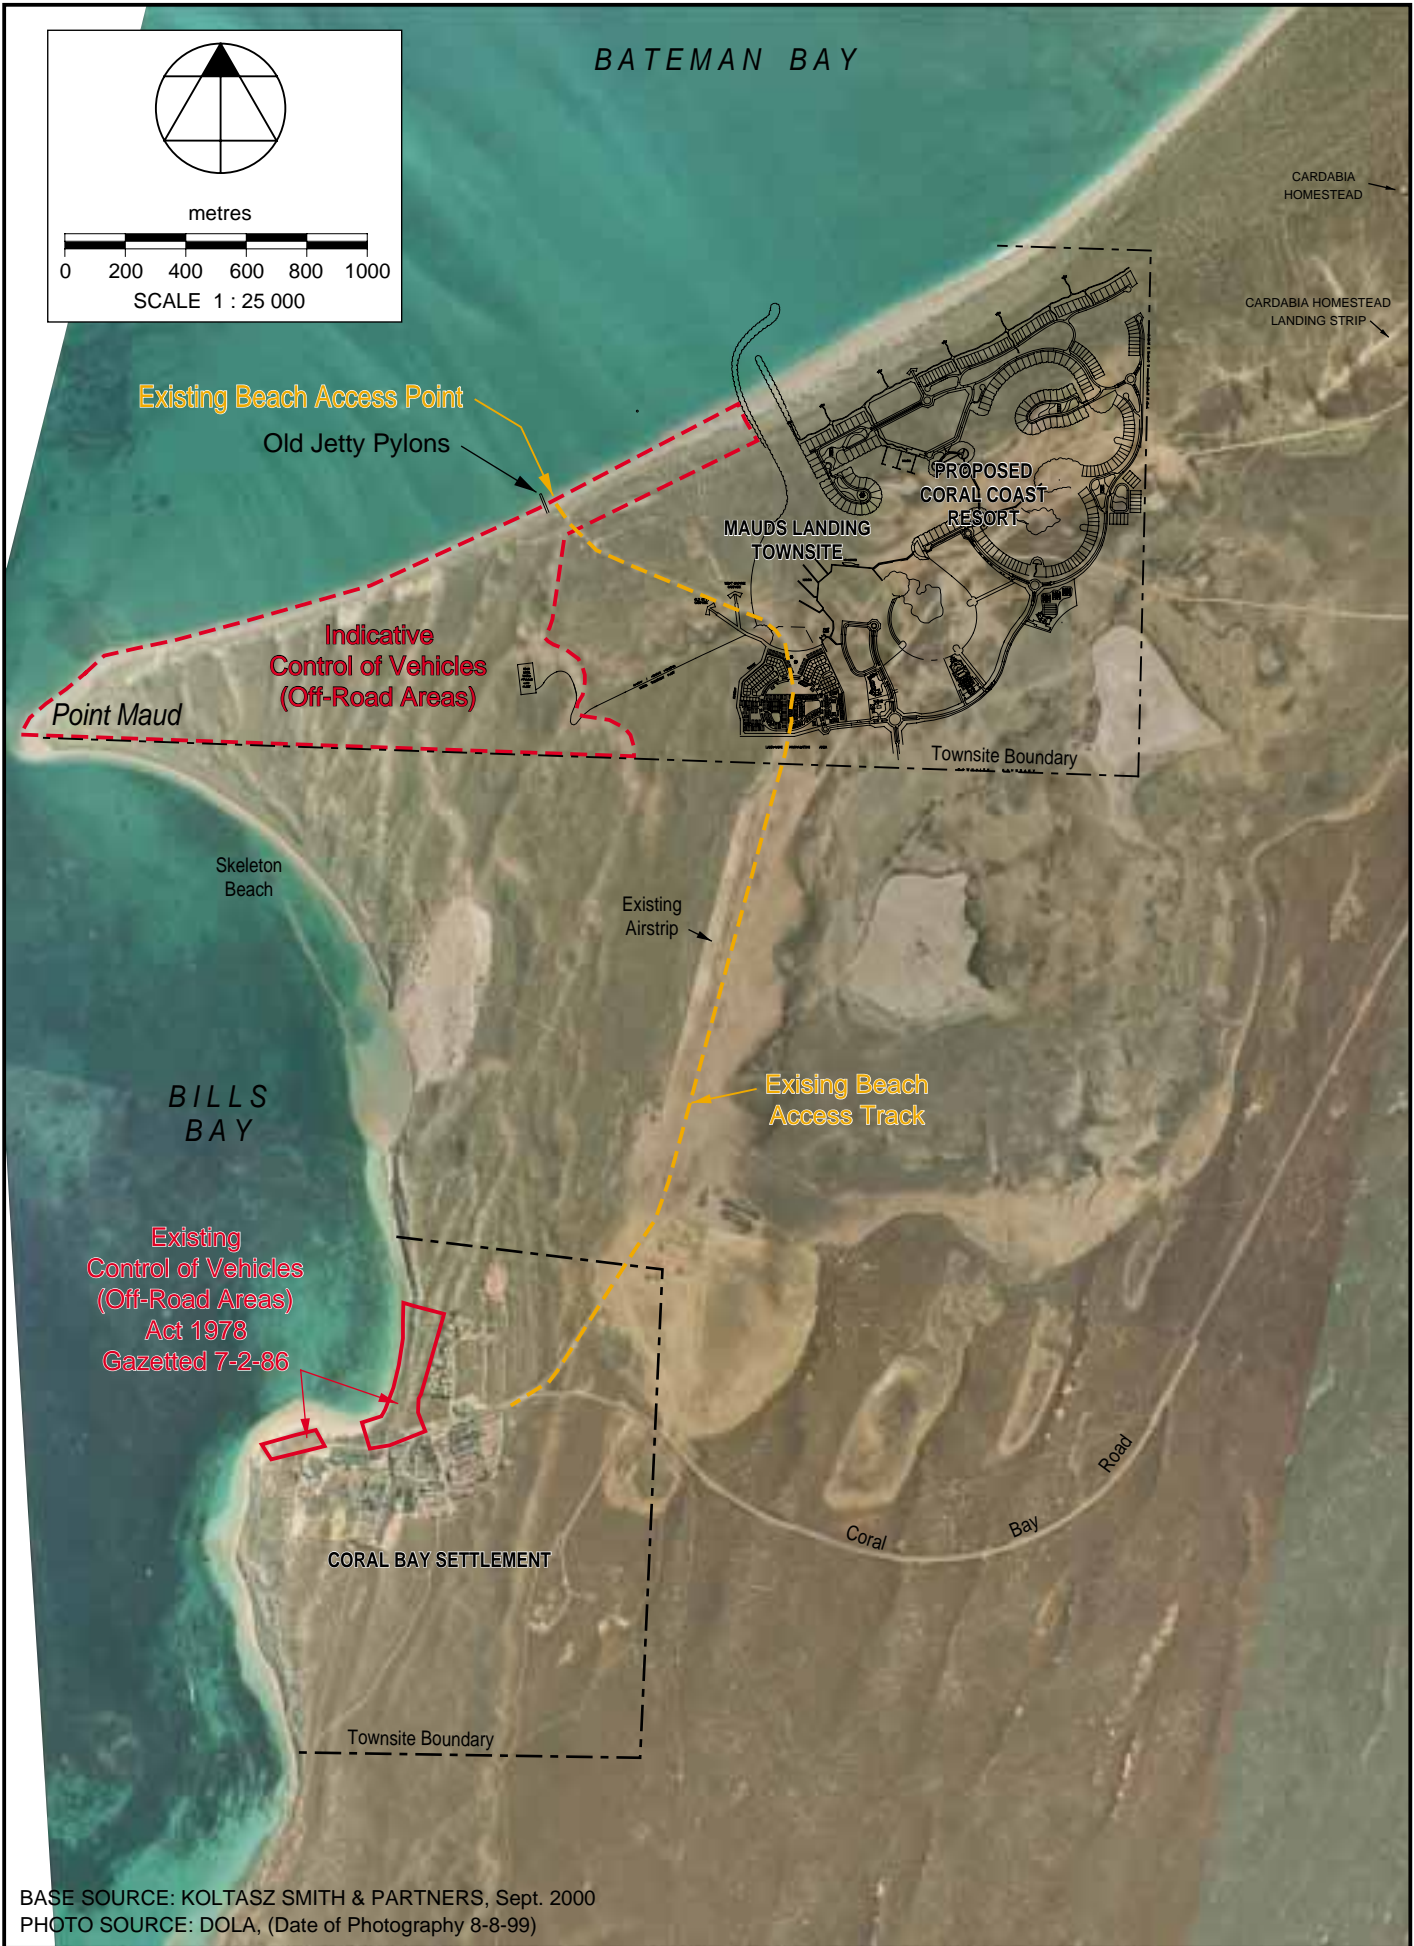 BATEMAN BAY
metres
0 200 400 600 800 1000
SCALE 1 : 25 000
CARDABIA
HOMESTEAD
CARDABIA HOMESTEAD
LANDING STRIP
Existing Beach Access Point
Old Jetty Pylons
PROPOSED
CORAL COAST
RESORT
MAUDS LANDING
TOWNSITE
Indicative
Control of Vehicles
(Off-Road Areas)
Point Maud
Townsite Boundary
Skeleton
Beach
Existing
Airstrip
BILLS
BAY
Exising Beach
Access Track
Existing
Control of Vehicles
(Off-Road Areas)
Act 1978
Gazetted 7-2-86
Coral Bay Road
CORAL BAY SETTLEMENT
Townsite Boundary
BASE SOURCE: KOLTASZ SMITH & PARTNERS, Sept. 2000
PHOTO SOURCE: DOLA, (Date of Photography 8-8-99)